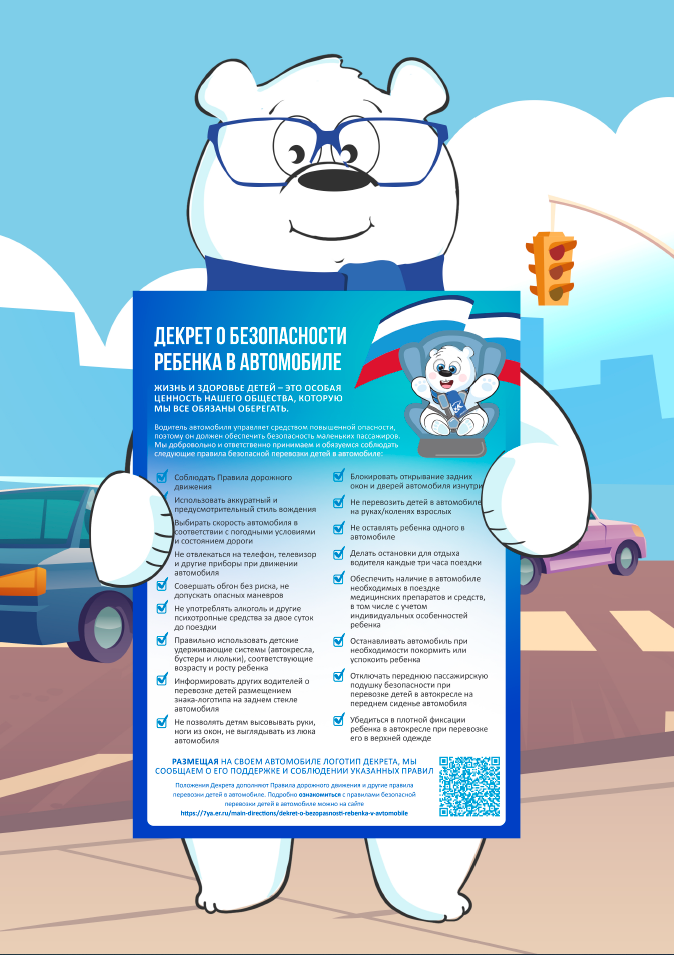 ДЕКРЕТ О БЕЗОПАСНОСТИ
РЕБЕНКА В АВТОМОБИЛЕ
ЖИЗНЬ И ЗДОРОВЬЕ ДЕТЕЙ – ЭТО ОСОБАЯ
ЦЕННОСТЬ НАШЕГО ОБЩЕСТВА, КОТОРУЮ
МЫ ВСЕ ОБЯЗАНЫ ОБЕРЕГАТЬ.
Водитель автомобиля управляет средством повышенной опасности,
поэтому он должен обеспечить безопасность маленьких пассажиров.
Мы добровольно и ответственно принимаем и обязуемся соблюдать
следующие правила безопасной перевозки детей в автомобиле:
Соблюдать Правила дорожного
движения
Использовать аккуратный и
предусмотрительный стиль вождения
Выбирать скорость автомобиля в
соответствии с погодными условиями
и состоянием дороги
Не отвлекаться на телефон, телевизор
и другие приборы при движении
автомобиля
Совершать обгон без риска, не
допускать опасных маневров
Не употреблять алкоголь и другие
психотропные средства за двое суток
до поездки
Правильно использовать детские
удерживающие системы (автокресла,
бустеры и люльки), соответствующие
возрасту и росту ребенка
Информировать других водителей о
перевозке детей размещением
знака-логотипа на заднем стекле
автомобиля
Не позволять детям высовывать руки,
ноги из окон, не выглядывать из люка
автомобиля
Блокировать открывание задних
окон и дверей автомобиля изнутри
Не перевозить детей в автомобиле
на руках/коленях взрослых
Не оставлять ребенка одного в
автомобиле
Делать остановки для отдыха
водителя каждые три часа поездки
Обеспечить наличие в автомобиле
необходимых в поездке
медицинских препаратов и средств,
в том числе с учетом
индивидуальных особенностей
ребенка
Останавливать автомобиль при
необходимости покормить или
успокоить ребенка
Отключать переднюю пассажирскую
подушку безопасности при
перевозке детей в автокресле на
переднем сиденье автомобиля
Убедиться в плотной фиксации
ребенка в автокресле при перевозке
его в верхней одежде
РАЗМЕЩАЯ НА СВОЕМ АВТОМОБИЛЕ ЛОГОТИП ДЕКРЕТА, МЫ
СООБЩАЕМ О ЕГО ПОДДЕРЖКЕ И СОБЛЮДЕНИИ УКАЗАННЫХ ПРАВИЛ
Положения Декрета дополняют Правила дорожного движения и другие правила
перевозки детей в автомобиле. Подробно ознакомиться с правилами безопасной
перевозки детей в автомобиле можно на сайте
https://7ya.er.ru/main-directions/dekret-o-bezopasnosti-rebenka-v-avtomobile